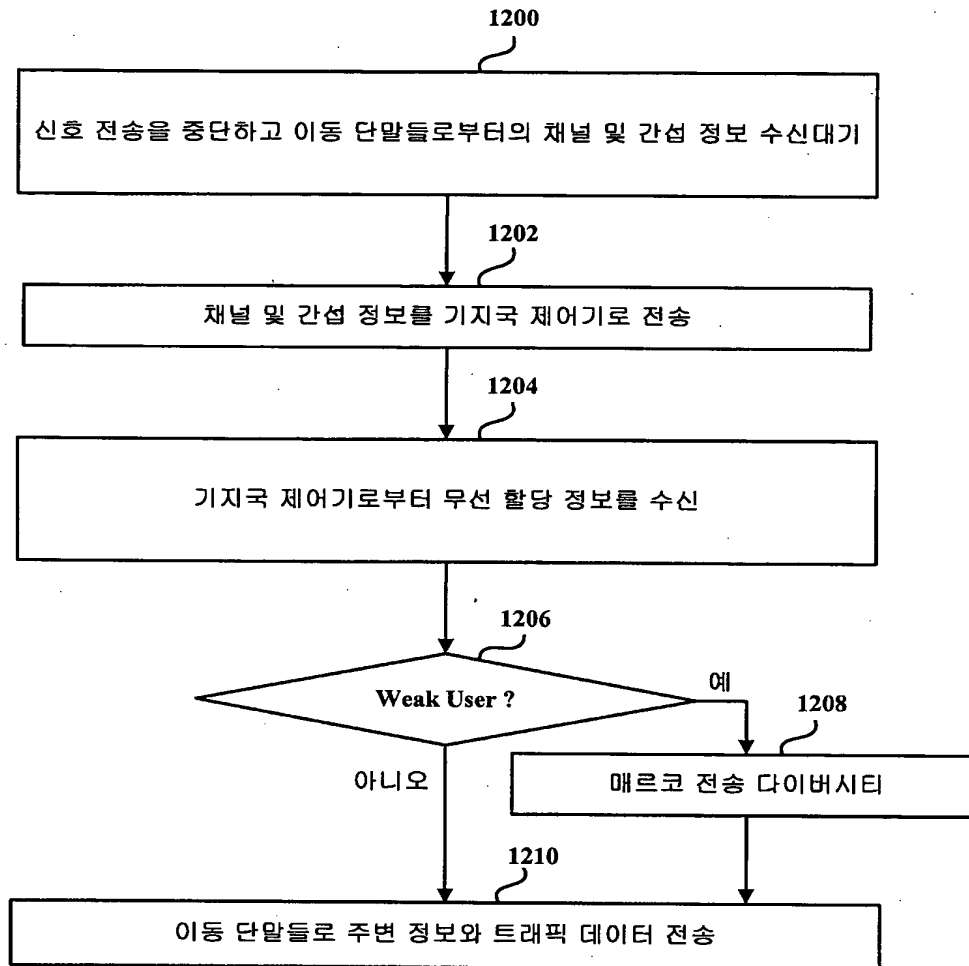 1200
신호 전송을 중단하고 이동 단말들로부터의 채널 및 간섭 정보 수신대기
1202
채널 및 간섭 정보를 기지국 제어기로 전송
1204
기지국 제어기로부터 무선 할당 정보를 수신
1206
Weak User ?
예
1208
아니오
매르코 전송 다이버시티
1210
이동 단말들로 주변 정보와 트래픽 데이터 전송